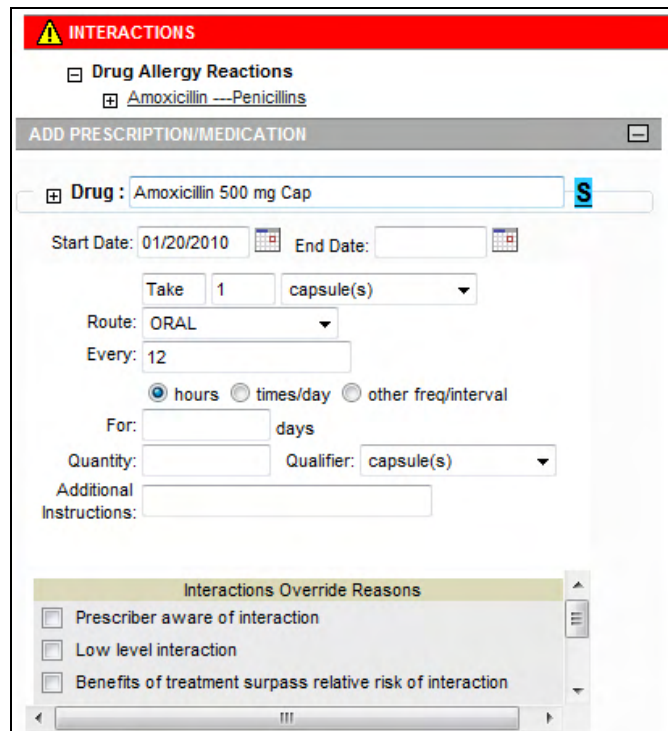 INTERACTIONS
Drug Allergy Reactions
Amoxicillin ---Penicillins
ADD PRESCRIPTION/MEDICATION
Drug : Amoxicillin 500 mg Cap S
Start Date: 01/20/2010 End Date:
Take 1 capsule(s)
Route: ORAL
Every: 12
hours times/day other freq/interval
For: days
Quantity: Qualifier: capsule(s)
Additional
Instructions:
Interactions Override Reasons
Prescriber aware of interaction
Low level interaction
Benefits of treatment surpass relative risk of interaction